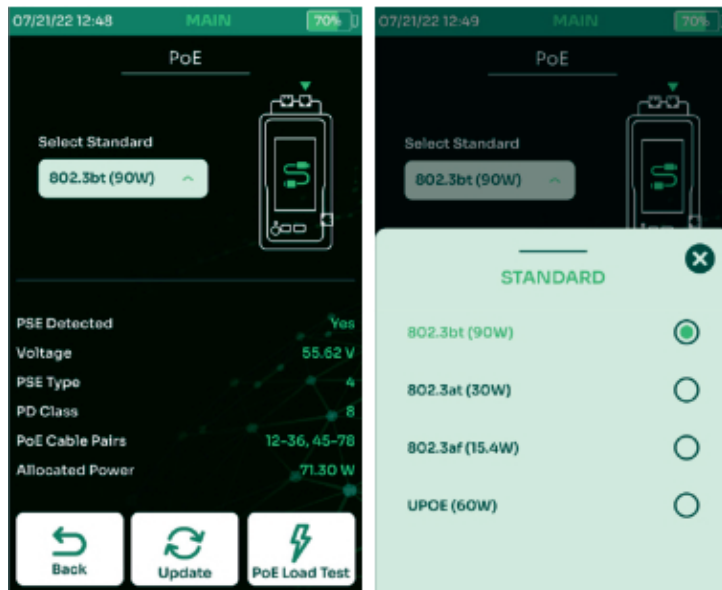 07/21/22 12:48 MAIN 70%
PoE
Select Standard
802.3bt (90W)
PSE Detected Yes
Voltage 55.62 V
PSE Type 4
PD Class 8
PoE Cable Pairs 12-36, 45-78
Allocated Power 71.30 W
Back Update PoE Load Test
07/21/22 12:49 MAIN 70%
PoE
Select Standard
802.3bt (90W)
STANDARD
802.3bt (90W)
802.3at (30W)
802.3af (15.4W)
UPOE (60W)